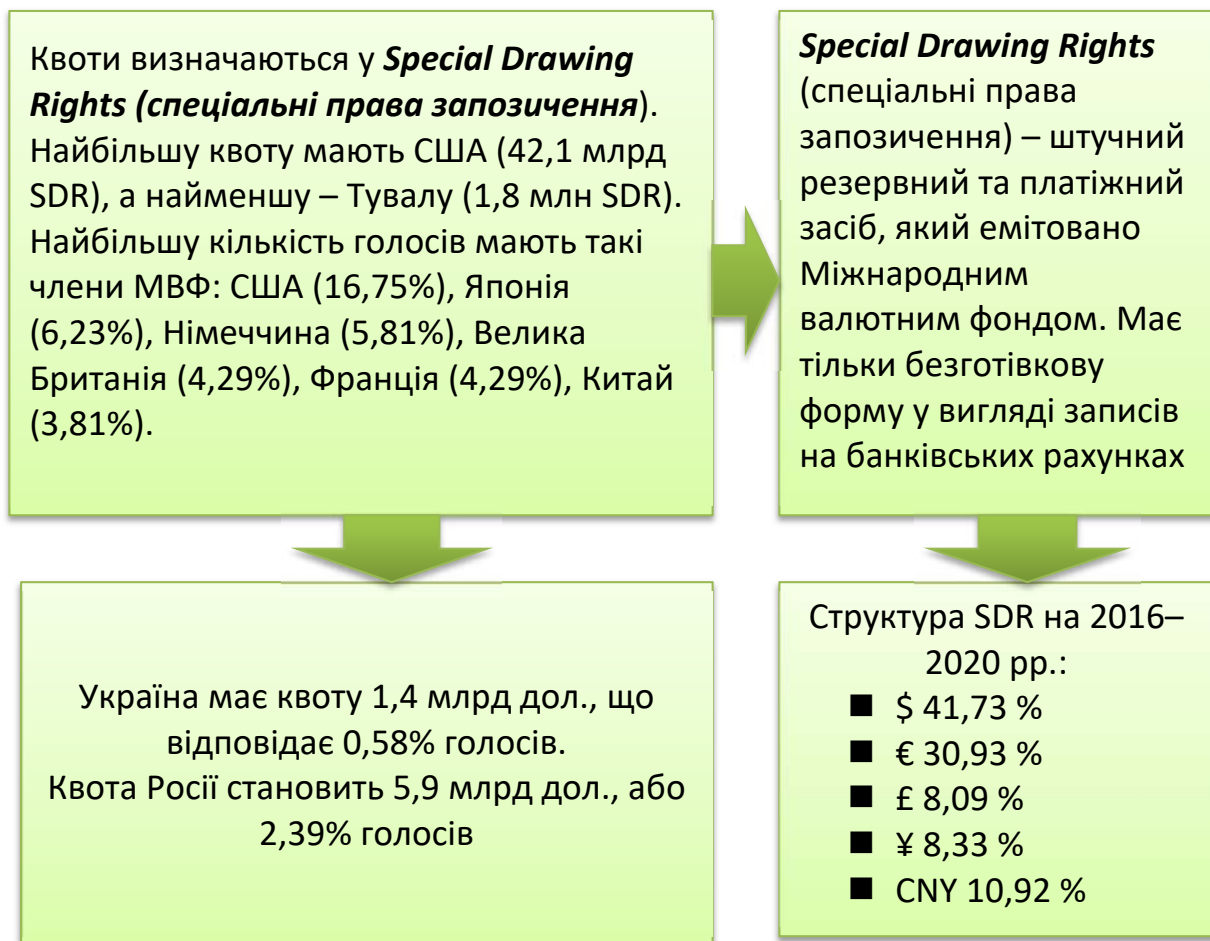 Квоти визначаються у Special Drawing
Rights (спеціальні права запозичення).
Найбільшу квоту мають США (42,1 млрд
SDR), а найменшу – Тувалу (1,8 млн SDR).
Найбільшу кількість голосів мають такі
члени МВФ: США (16,75%), Японія
(6,23%), Німеччина (5,81%), Велика
Британія (4,29%), Франція (4,29%), Китай
(3,81%).
Special Drawing Rights
(спеціальні права
запозичення) – штучний
резервний та платіжний
засіб, який емітовано
Міжнародним
валютним фондом. Має
тільки безготівкову
форму у вигляді записів
на банківських рахунках
Україна має квоту 1,4 млрд дол., що
відповідає 0,58% голосів.
Квота Росії становить 5,9 млрд дол., або
2,39% голосів
Структура SDR на 2016–
2020 рр.:
■ $ 41,73 %
■ € 30,93 %
■ £ 8,09 %
■ ¥ 8,33 %
■ CNY 10,92 %